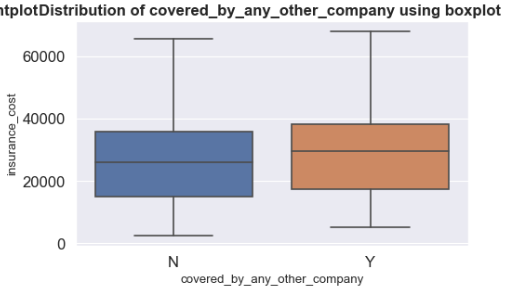 ntplotDistribution of covered_by_any_other_company using boxplot
60000
40000
20000
0
insurance_cost
N Y
covered_by_any_other_company